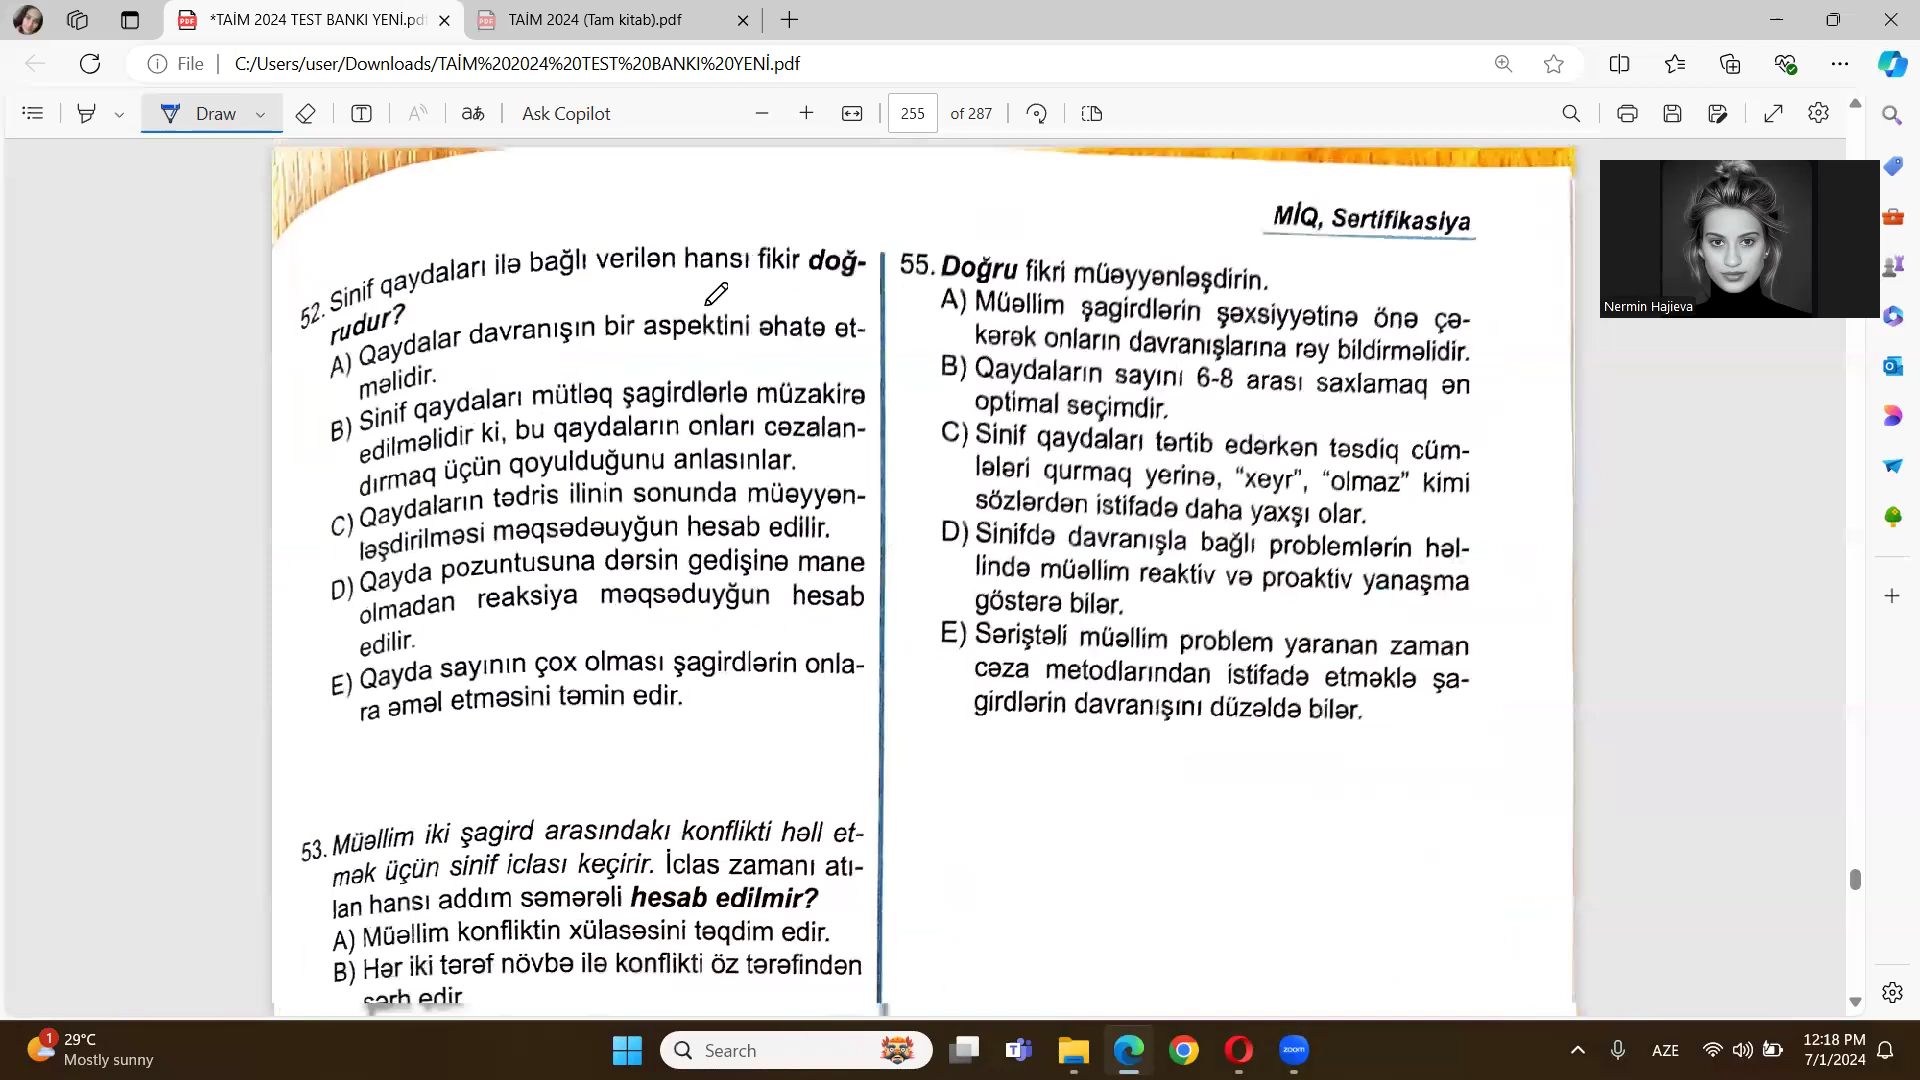 *TAİM 2024 TEST BANKI YENİ.pdf
TAİM 2024 (Tam kitab).pdf
File
C:/Users/user/Downloads/TAİM%202024%20TEST%20BANKI%20YENİ.pdf
Draw
Ask Copilot
255 of 287
MİQ, Sertifikasiya
52. Sinif qaydaları ilə bağlı verilən hansı fikir doğ-
rudur?
A) Qaydalar davranışın bir aspektini əhatə et-
məlidir.
B) Sinif qaydaları mütləq şagirdlərlə müzakirə
edilməlidir ki, bu qaydaların onları cəzalan-
dırmaq üçün qoyulduğunu anlasınlar.
C) Qaydaların tədris ilinin sonunda müəyyən-
ləşdirilməsi məqsədəuyğun hesab edilir.
D) Qayda pozuntusuna dərsin gedişinə mane
olmadan reaksiya məqsəduyğun hesab
edilir.
E) Qayda sayının çox olması şagirdlərin onla-
ra əməl etməsini təmin edir.
53. Müəllim iki şagird arasındakı konflikti həll et-
mək üçün sinif iclası keçirir. İclas zamanı atı-
lan hansı addım səmərəli hesab edilmir?
A) Müəllim konfliktin xülasəsini təqdim edir.
B) Hər iki tərəf növbə ilə konflikti öz tərəfindən
şərh edir.
55. Doğru fikri müəyyənləşdirin.
A) Müəllim şagirdlərin şəxsiyyətinə önə çə-
kərək onların davranışlarına rəy bildirməlidir.
B) Qaydaların sayını 6-8 arası saxlamaq ən
optimal seçimdir.
C) Sinif qaydaları tərtib edərkən təsdiq cüm-
lələri qurmaq yerinə, “xeyr”, “olmaz” kimi
sözlərdən istifadə daha yaxşı olar.
D) Sinifdə davranışla bağlı problemlərin həl-
lində müəllim reaktiv və proaktiv yanaşma
göstərə bilər.
E) Səriştəli müəllim problem yaranan zaman
cəza metodlarından istifadə etməklə şa-
girdlərin davranışını düzəldə bilər.
Nermin Hajieva
1
29°C
Mostly sunny
Search
zoom
AZE
12:18 PM
7/1/2024